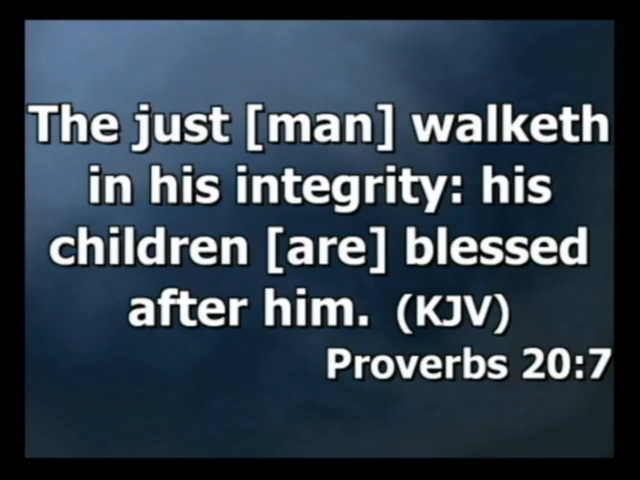 The just [man] walketh
in his integrity: his
children [are] blessed
after him. (KJV)
Proverbs 20:7